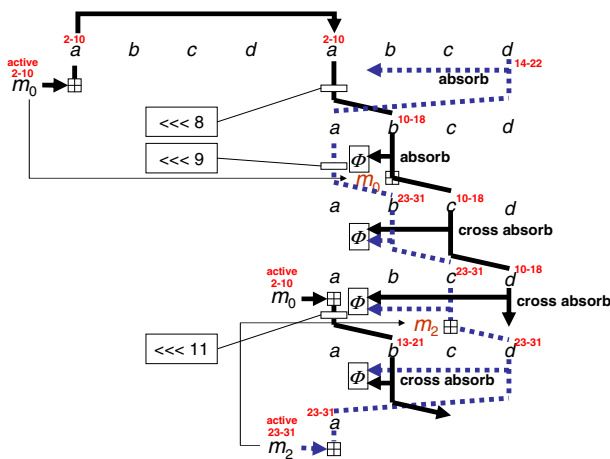 2-10 2-10
active
2-10
a b c d a b c d
14-22
m0
absorb
<<< 8
10-18
a b c d
<<< 9
Φ
absorb
m0
23-31
10-18
a b c d
Φ
cross absorb
10-18
active
2-10
23-31
a b c d
m0
Φ
cross absorb
m2
13-21
23-31
<<< 11
a b c d
Φ
cross absorb
active
23-31
23-31
a
m2